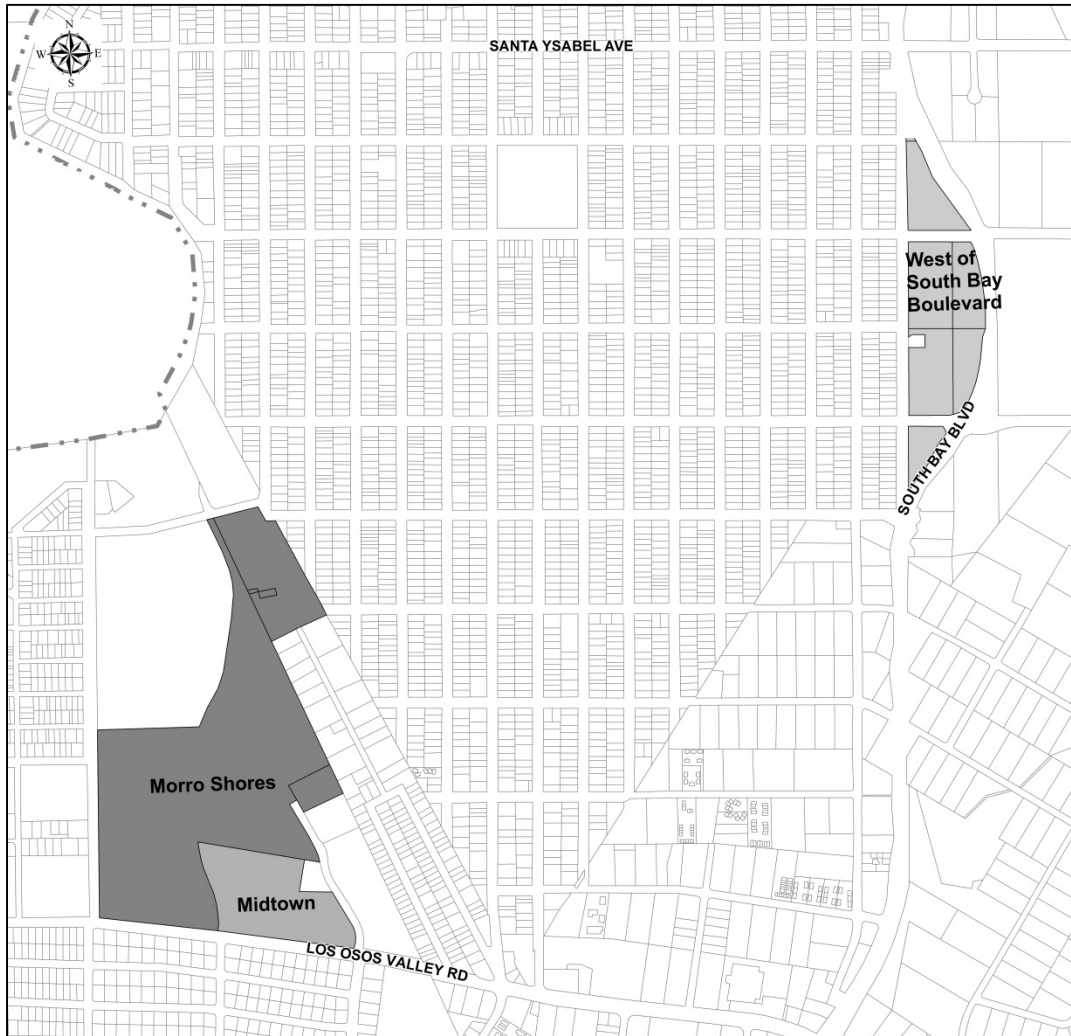 N
W E
S
SANTA YSABEL AVE
West of
South Bay
Boulevard
SOUTH BAY BLVD
Morro Shores
Midtown
LOS OSOS VALLEY RD